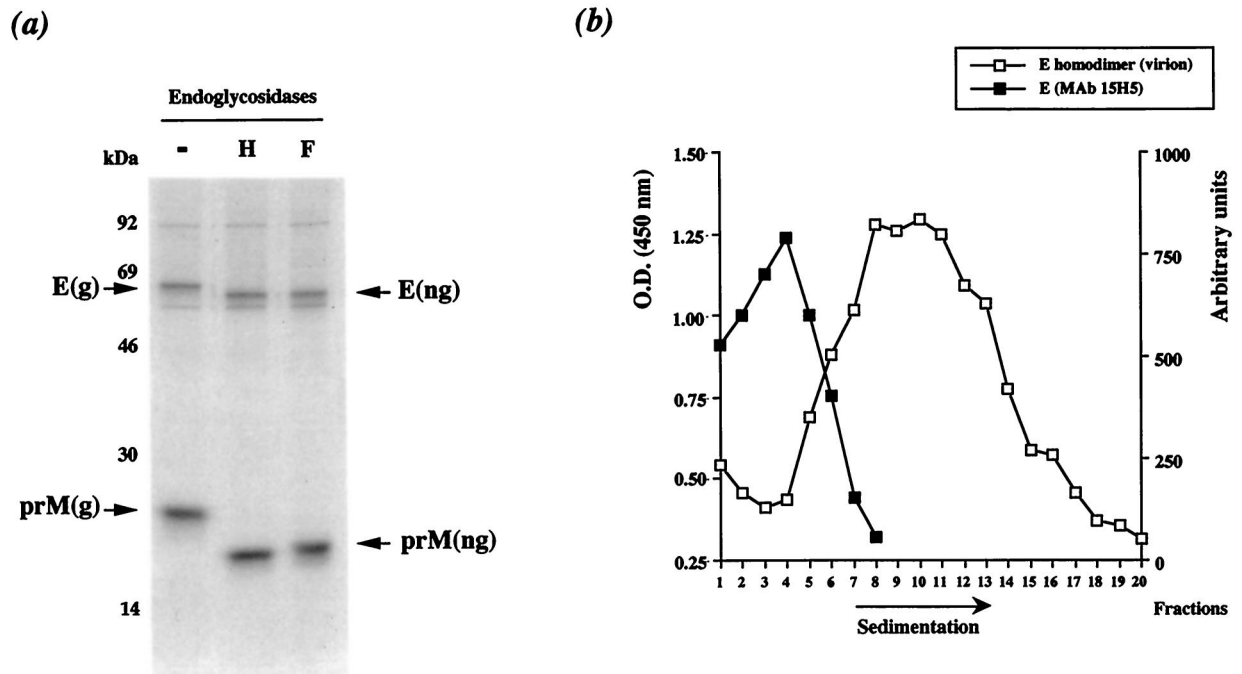 (a)
Endoglycosidases
kDa - H F
92
69
E(g) E(ng)
46
30
prM(g)
prM(ng)
14
(b)
E homodimer (virion)
E (MAb 15H5)
O.D. (450 nm)
1.50
1.25
1.00
0.75
0.50
0.25
Arbitrary units
1000
750
500
250
0
1 2 3 4 5 6 7 8 9 10 11 12 13 14 15 16 17 18 19 20
Fractions
Sedimentation